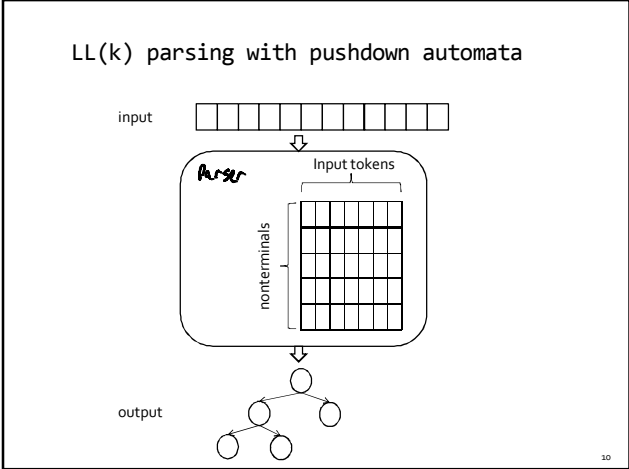 LL(k) parsing with pushdown automata
input
Parser
Input tokens
nonterminals
output
10